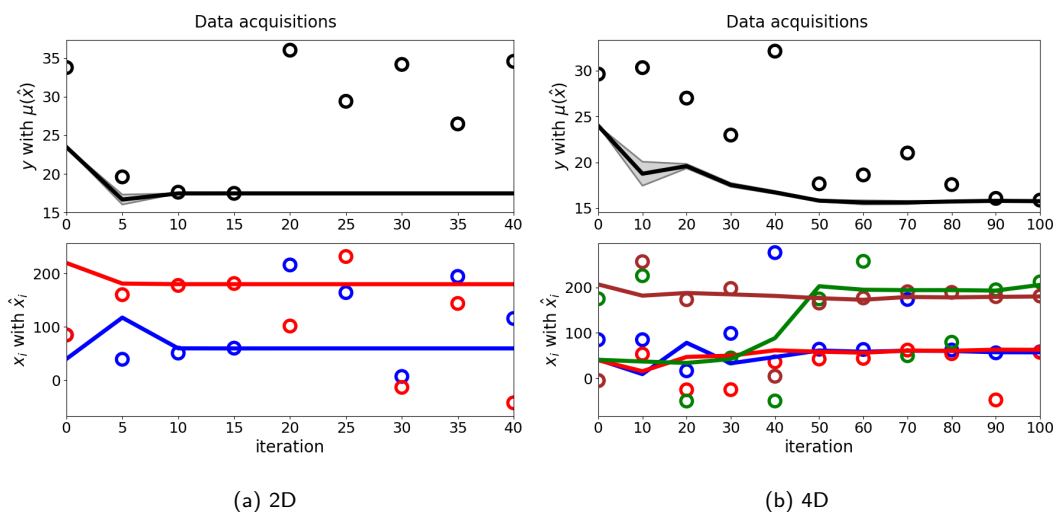 Data acquisitions
35
30
25
20
15
y with μ(x̂)
0 5 10 15 20 25 30 35 40
200
100
0
x_i with x̂_i
0 5 10 15 20 25 30 35 40
iteration
(a) 2D
Data acquisitions
30
25
20
15
y with μ(x̂)
0 10 20 30 40 50 60 70 80 90 100
200
100
0
x_i with x̂_i
0 10 20 30 40 50 60 70 80 90 100
iteration
(b) 4D